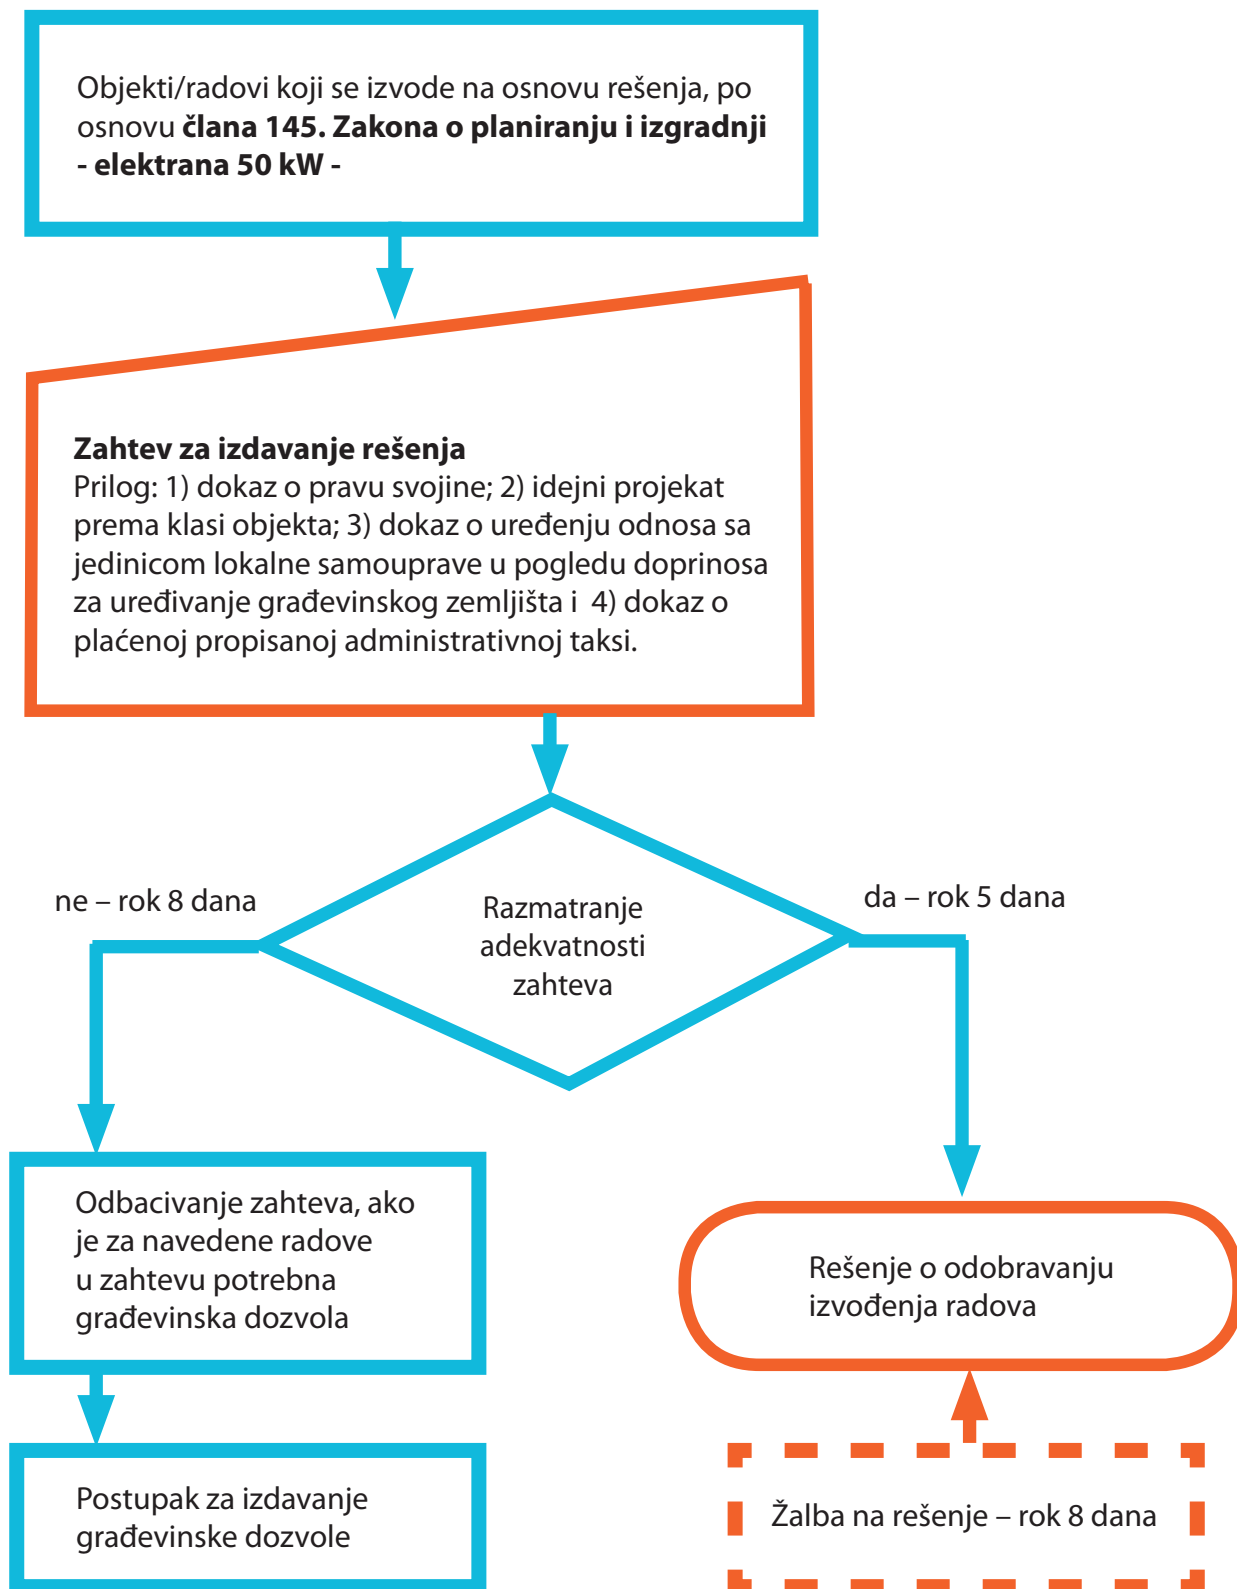 Objekti/radovi koji se izvode na osnovu rešenja, po
osnovu člana 145. Zakona o planiranju i izgradnji
- elektrana 50 kW -
Zahtev za izdavanje rešenja
Prilog: 1) dokaz o pravu svojine; 2) idejni projekat
prema klasi objekta; 3) dokaz o uređenju odnosa sa
jedinicom lokalne samouprave u pogledu doprinosa
za uređivanje građevinskog zemljišta i 4) dokaz o
plaćenoj propisanoj administrativnoj taksi.
ne – rok 8 dana
da – rok 5 dana
Razmatranje
adekvatnosti
zahteva
Odbacivanje zahteva, ako
je za navedene radove
u zahtevu potrebna
građevinska dozvola
Rešenje o odobravanju
izvođenja radova
Postupak za izdavanje
građevinske dozvole
Žalba na rešenje – rok 8 dana